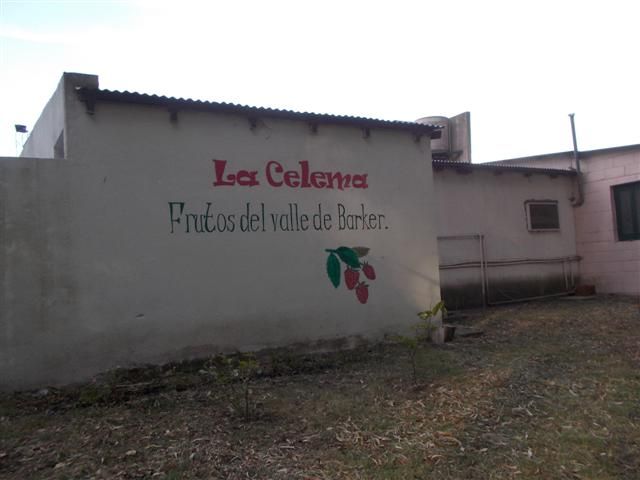 La Celema
Frutos del valle de Barker.